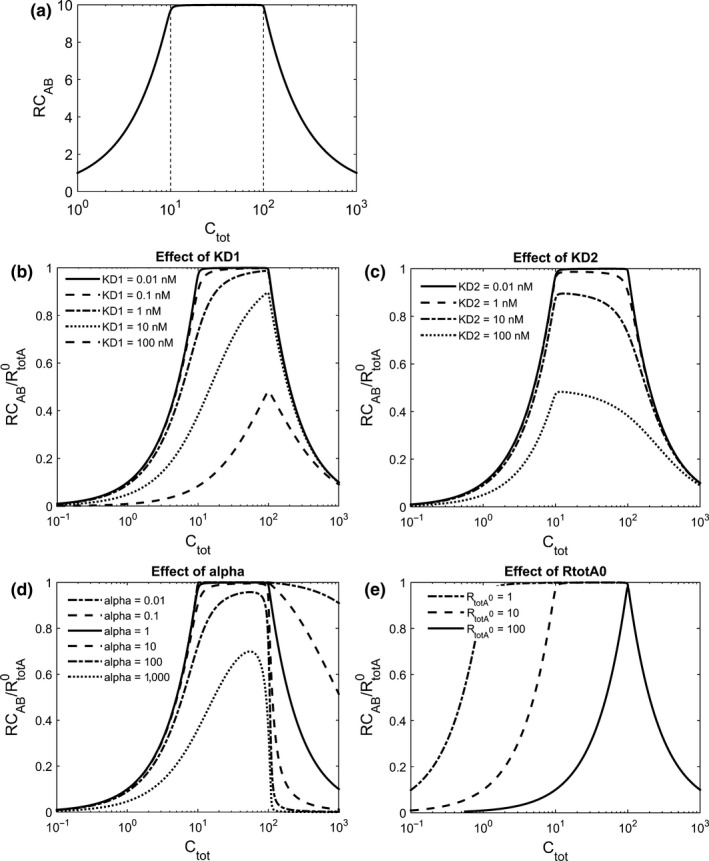 (a)
10
8
6
4
2
0
RC_AB
10^0 10^1 10^2 10^3
C_tot
(b)
Effect of KD1
1
0.8
0.6
0.4
0.2
0
RC_AB/R^0_totA
KD1 = 0.01 nM
KD1 = 0.1 nM
KD1 = 1 nM
KD1 = 10 nM
KD1 = 100 nM
10^-1 10^0 10^1 10^2 10^3
C_tot
(c)
Effect of KD2
1
0.8
0.6
0.4
0.2
0
RC_AB/R^0_totA
KD2 = 0.01 nM
KD2 = 1 nM
KD2 = 10 nM
KD2 = 100 nM
10^-1 10^0 10^1 10^2 10^3
C_tot
(d)
Effect of alpha
1
0.8
0.6
0.4
0.2
0
RC_AB/R^0_totA
alpha = 0.01
alpha = 0.1
alpha = 1
alpha = 10
alpha = 100
alpha = 1,000
10^-1 10^0 10^1 10^2 10^3
C_tot
(e)
Effect of RtotA0
1
0.8
0.6
0.4
0.2
0
RC_AB/R^0_totA
R_totA^0 = 1
R_totA^0 = 10
R_totA^0 = 100
10^-1 10^0 10^1 10^2 10^3
C_tot